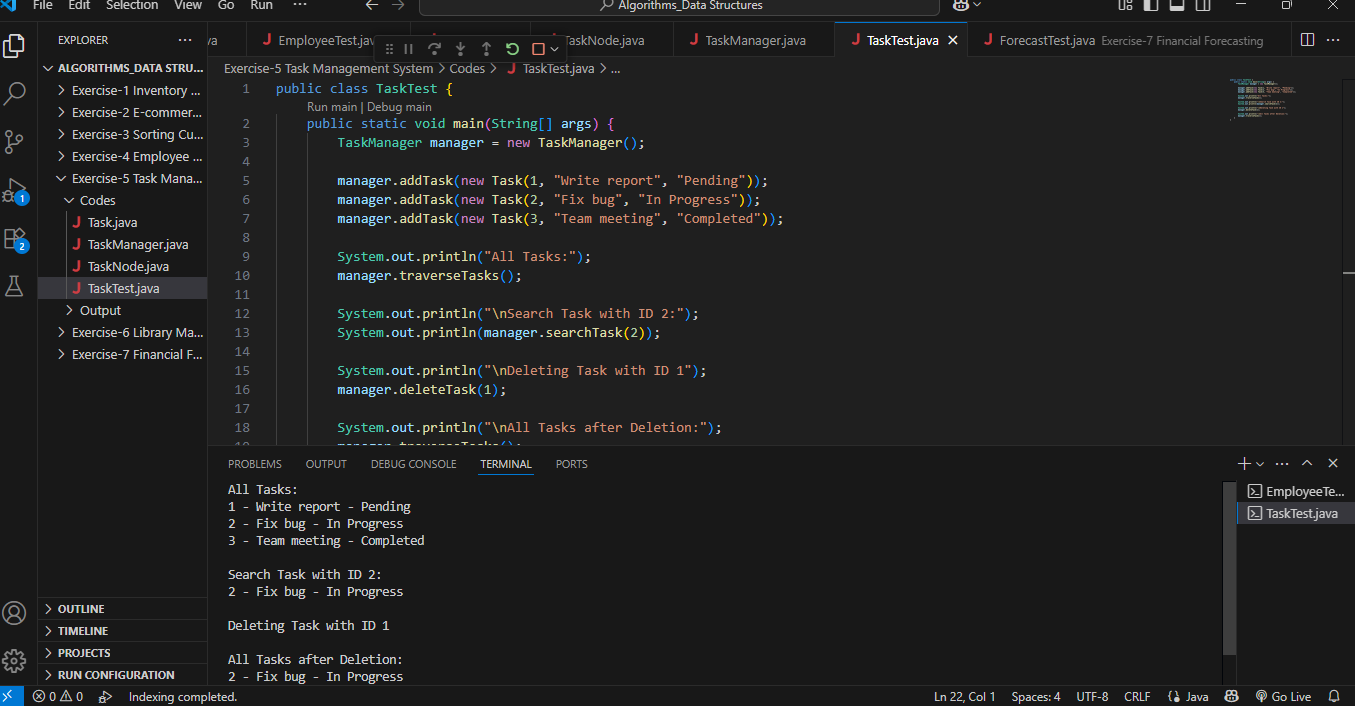 File Edit Selection View Go Run ··· Algorithms_Data Structures
EXPLORER ···
ALGORITHMS_DATA STRU...
Exercise-1 Inventory ...
Exercise-2 E-commer...
Exercise-3 Sorting Cu...
Exercise-4 Employee ...
Exercise-5 Task Mana...
Codes
J Task.java
J TaskManager.java
J TaskNode.java
J TaskTest.java
Output
Exercise-6 Library Ma...
Exercise-7 Financial F...
OUTLINE
TIMELINE
PROJECTS
RUN CONFIGURATION
1
2
va J EmployeeTest.jav TaskNode.java J TaskManager.java J TaskTest.java J ForecastTest.java Exercise-7 Financial Forecasting ···
Exercise-5 Task Management System > Codes > J TaskTest.java > ...
1 public class TaskTest {
Run main | Debug main
2 public static void main(String[] args) {
3 TaskManager manager = new TaskManager();
4
5 manager.addTask(new Task(1, "Write report", "Pending"));
6 manager.addTask(new Task(2, "Fix bug", "In Progress"));
7 manager.addTask(new Task(3, "Team meeting", "Completed"));
8
9 System.out.println("All Tasks:");
10 manager.traverseTasks();
11
12 System.out.println("\nSearch Task with ID 2:");
13 System.out.println(manager.searchTask(2));
14
15 System.out.println("\nDeleting Task with ID 1");
16 manager.deleteTask(1);
17
18 System.out.println("\nAll Tasks after Deletion:");
19 manager.traverseTasks();
PROBLEMS OUTPUT DEBUG CONSOLE TERMINAL PORTS
All Tasks:
1 - Write report - Pending
2 - Fix bug - In Progress
3 - Team meeting - Completed
Search Task with ID 2:
2 - Fix bug - In Progress
Deleting Task with ID 1
All Tasks after Deletion:
2 - Fix bug - In Progress
EmployeeTe...
TaskTest.java
0 0 Indexing completed. Ln 22, Col 1 Spaces: 4 UTF-8 CRLF {} Java Go Live